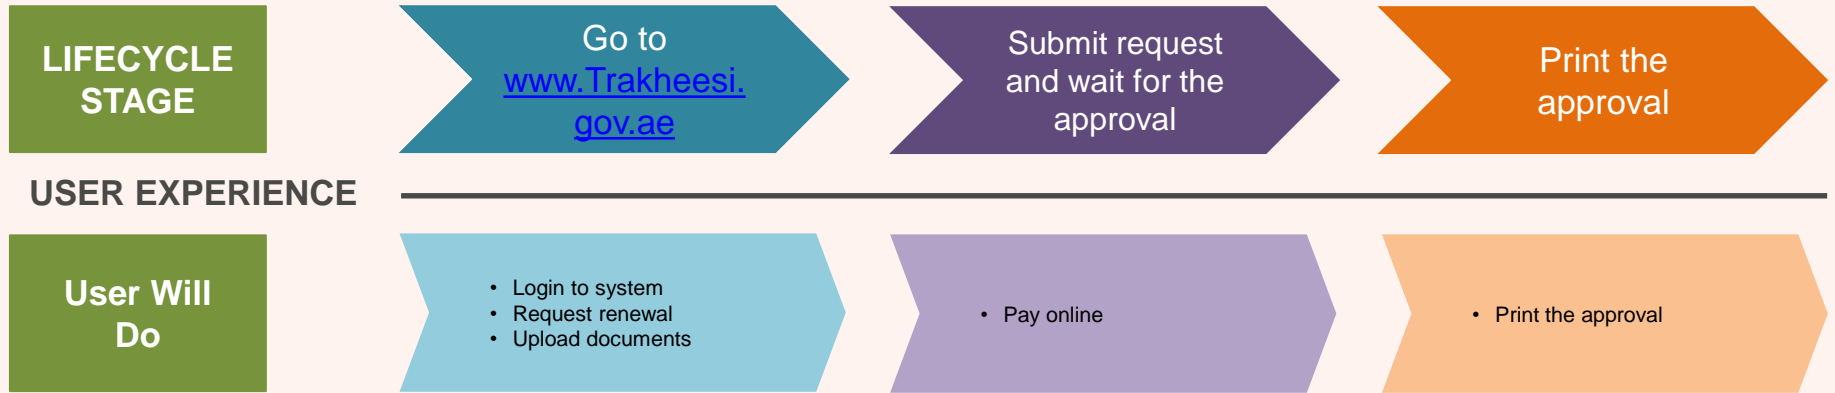 LIFECYCLE
STAGE
Go to
www.Trakheesi.
gov.ae
Submit request
and wait for the
approval
Print the
approval
USER EXPERIENCE
User Will
Do
• Login to system
• Request renewal
• Upload documents
• Pay online
• Print the approval